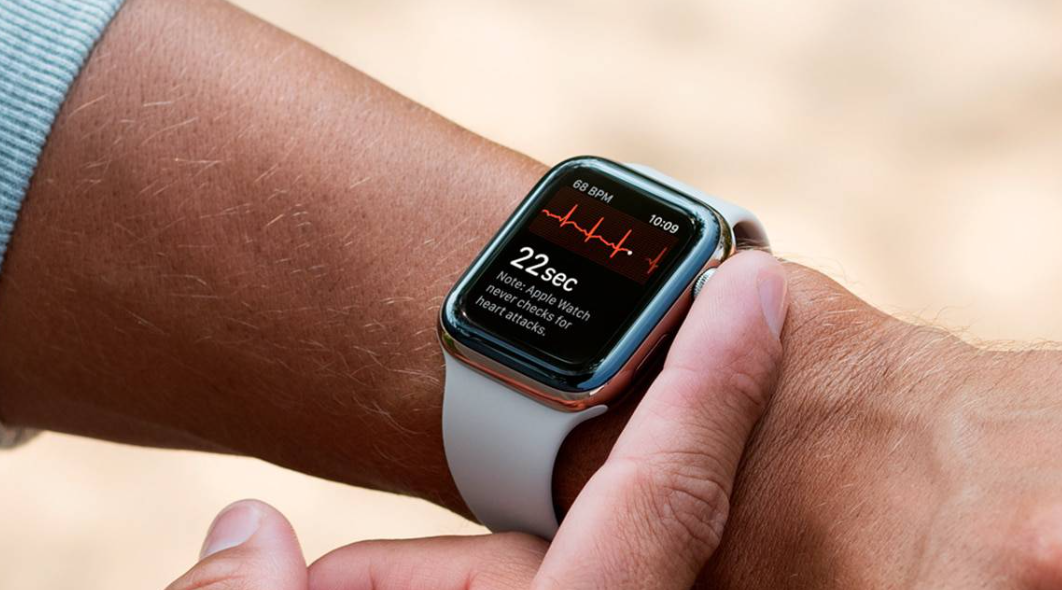 68 BPM
10:09
22sec
Note: Apple Watch
never checks for
heart attacks.